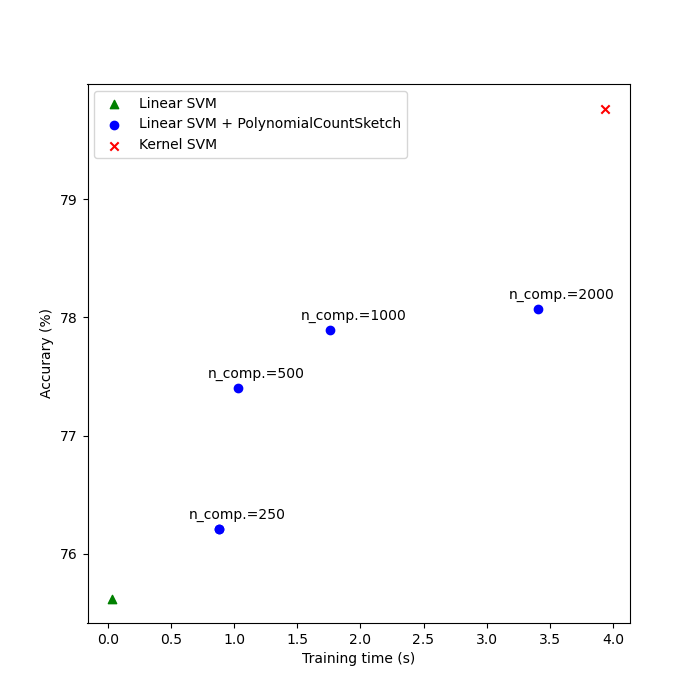 Linear SVM
Linear SVM + PolynomialCountSketch
Kernel SVM
79
78
77
76
Accurary (%)
n_comp.=2000
n_comp.=1000
n_comp.=500
n_comp.=250
0.0 0.5 1.0 1.5 2.0 2.5 3.0 3.5 4.0
Training time (s)